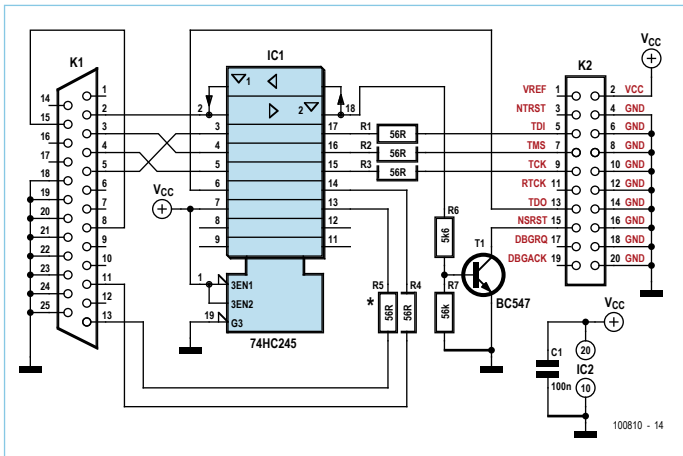 K1
IC1
K2
VCC
14
15
16
17
18
19
20
21
22
23
24
25
1
2
3
4
5
6
7
8
9
10
11
12
13
2
3
4
5
6
7
8
9
1
19
1
2
3EN1
3EN2
G3
74HC245
18
17
16
15
14
13
12
11
VCC
R1
56R
R2
56R
R3
56R
R5
*
56R
R4
56R
R6
5k6
R7
56k
T1
BC547
VREF 1 2 VCC
NTRST 3 4 GND
TDI 5 6 GND
TMS 7 8 GND
TCK 9 10 GND
RTCK 11 12 GND
TDO 13 14 GND
NSRST 15 16 GND
DBGRQ 17 18 GND
DBGACK 19 20 GND
VCC
C1
100n
20
IC2
10
100810 - 14